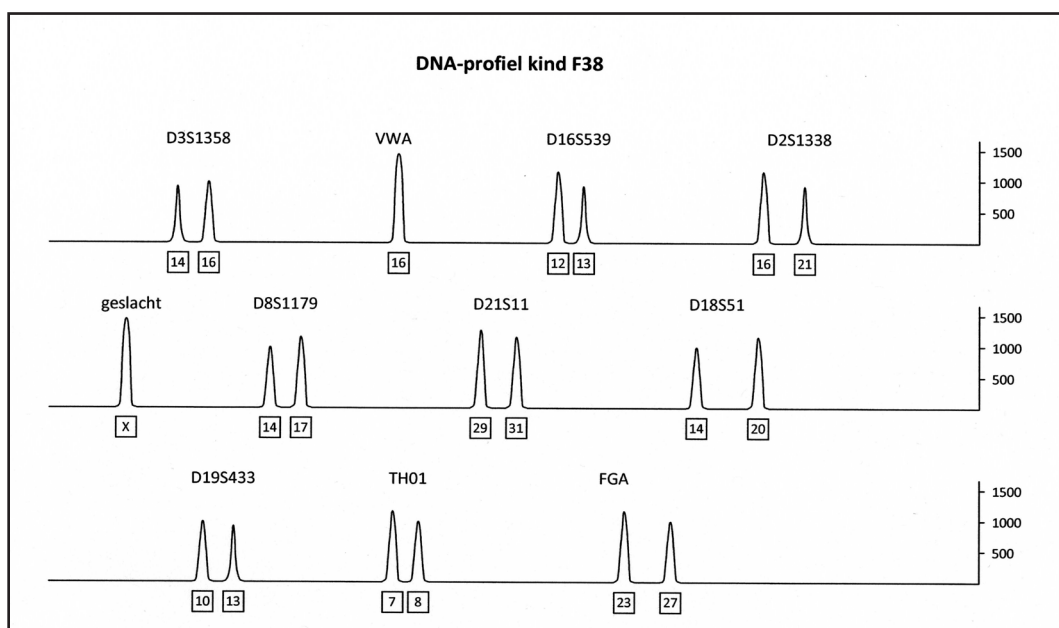 DNA-profiel kind F38
D3S1358 VWA D16S539 D2S1338
1500
1000
500
14 16 16 12 13 16 21
geslacht D8S1179 D21S11 D18S51
1500
1000
500
X 14 17 29 31 14 20
D19S433 TH01 FGA
1500
1000
500
10 13 7 8 23 27